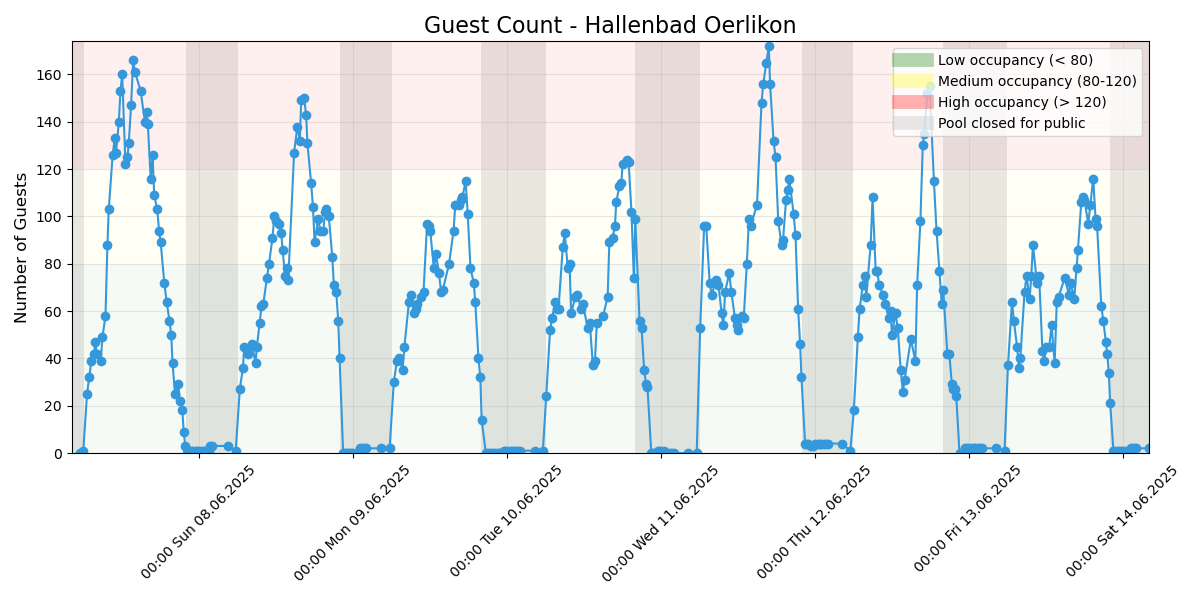 Guest Count - Hallenbad Oerlikon
Number of Guests
160
140
120
100
80
60
40
20
0
Low occupancy (< 80)
Medium occupancy (80-120)
High occupancy (> 120)
Pool closed for public
00:00 Sun 08.06.2025
00:00 Mon 09.06.2025
00:00 Tue 10.06.2025
00:00 Wed 11.06.2025
00:00 Thu 12.06.2025
00:00 Fri 13.06.2025
00:00 Sat 14.06.2025